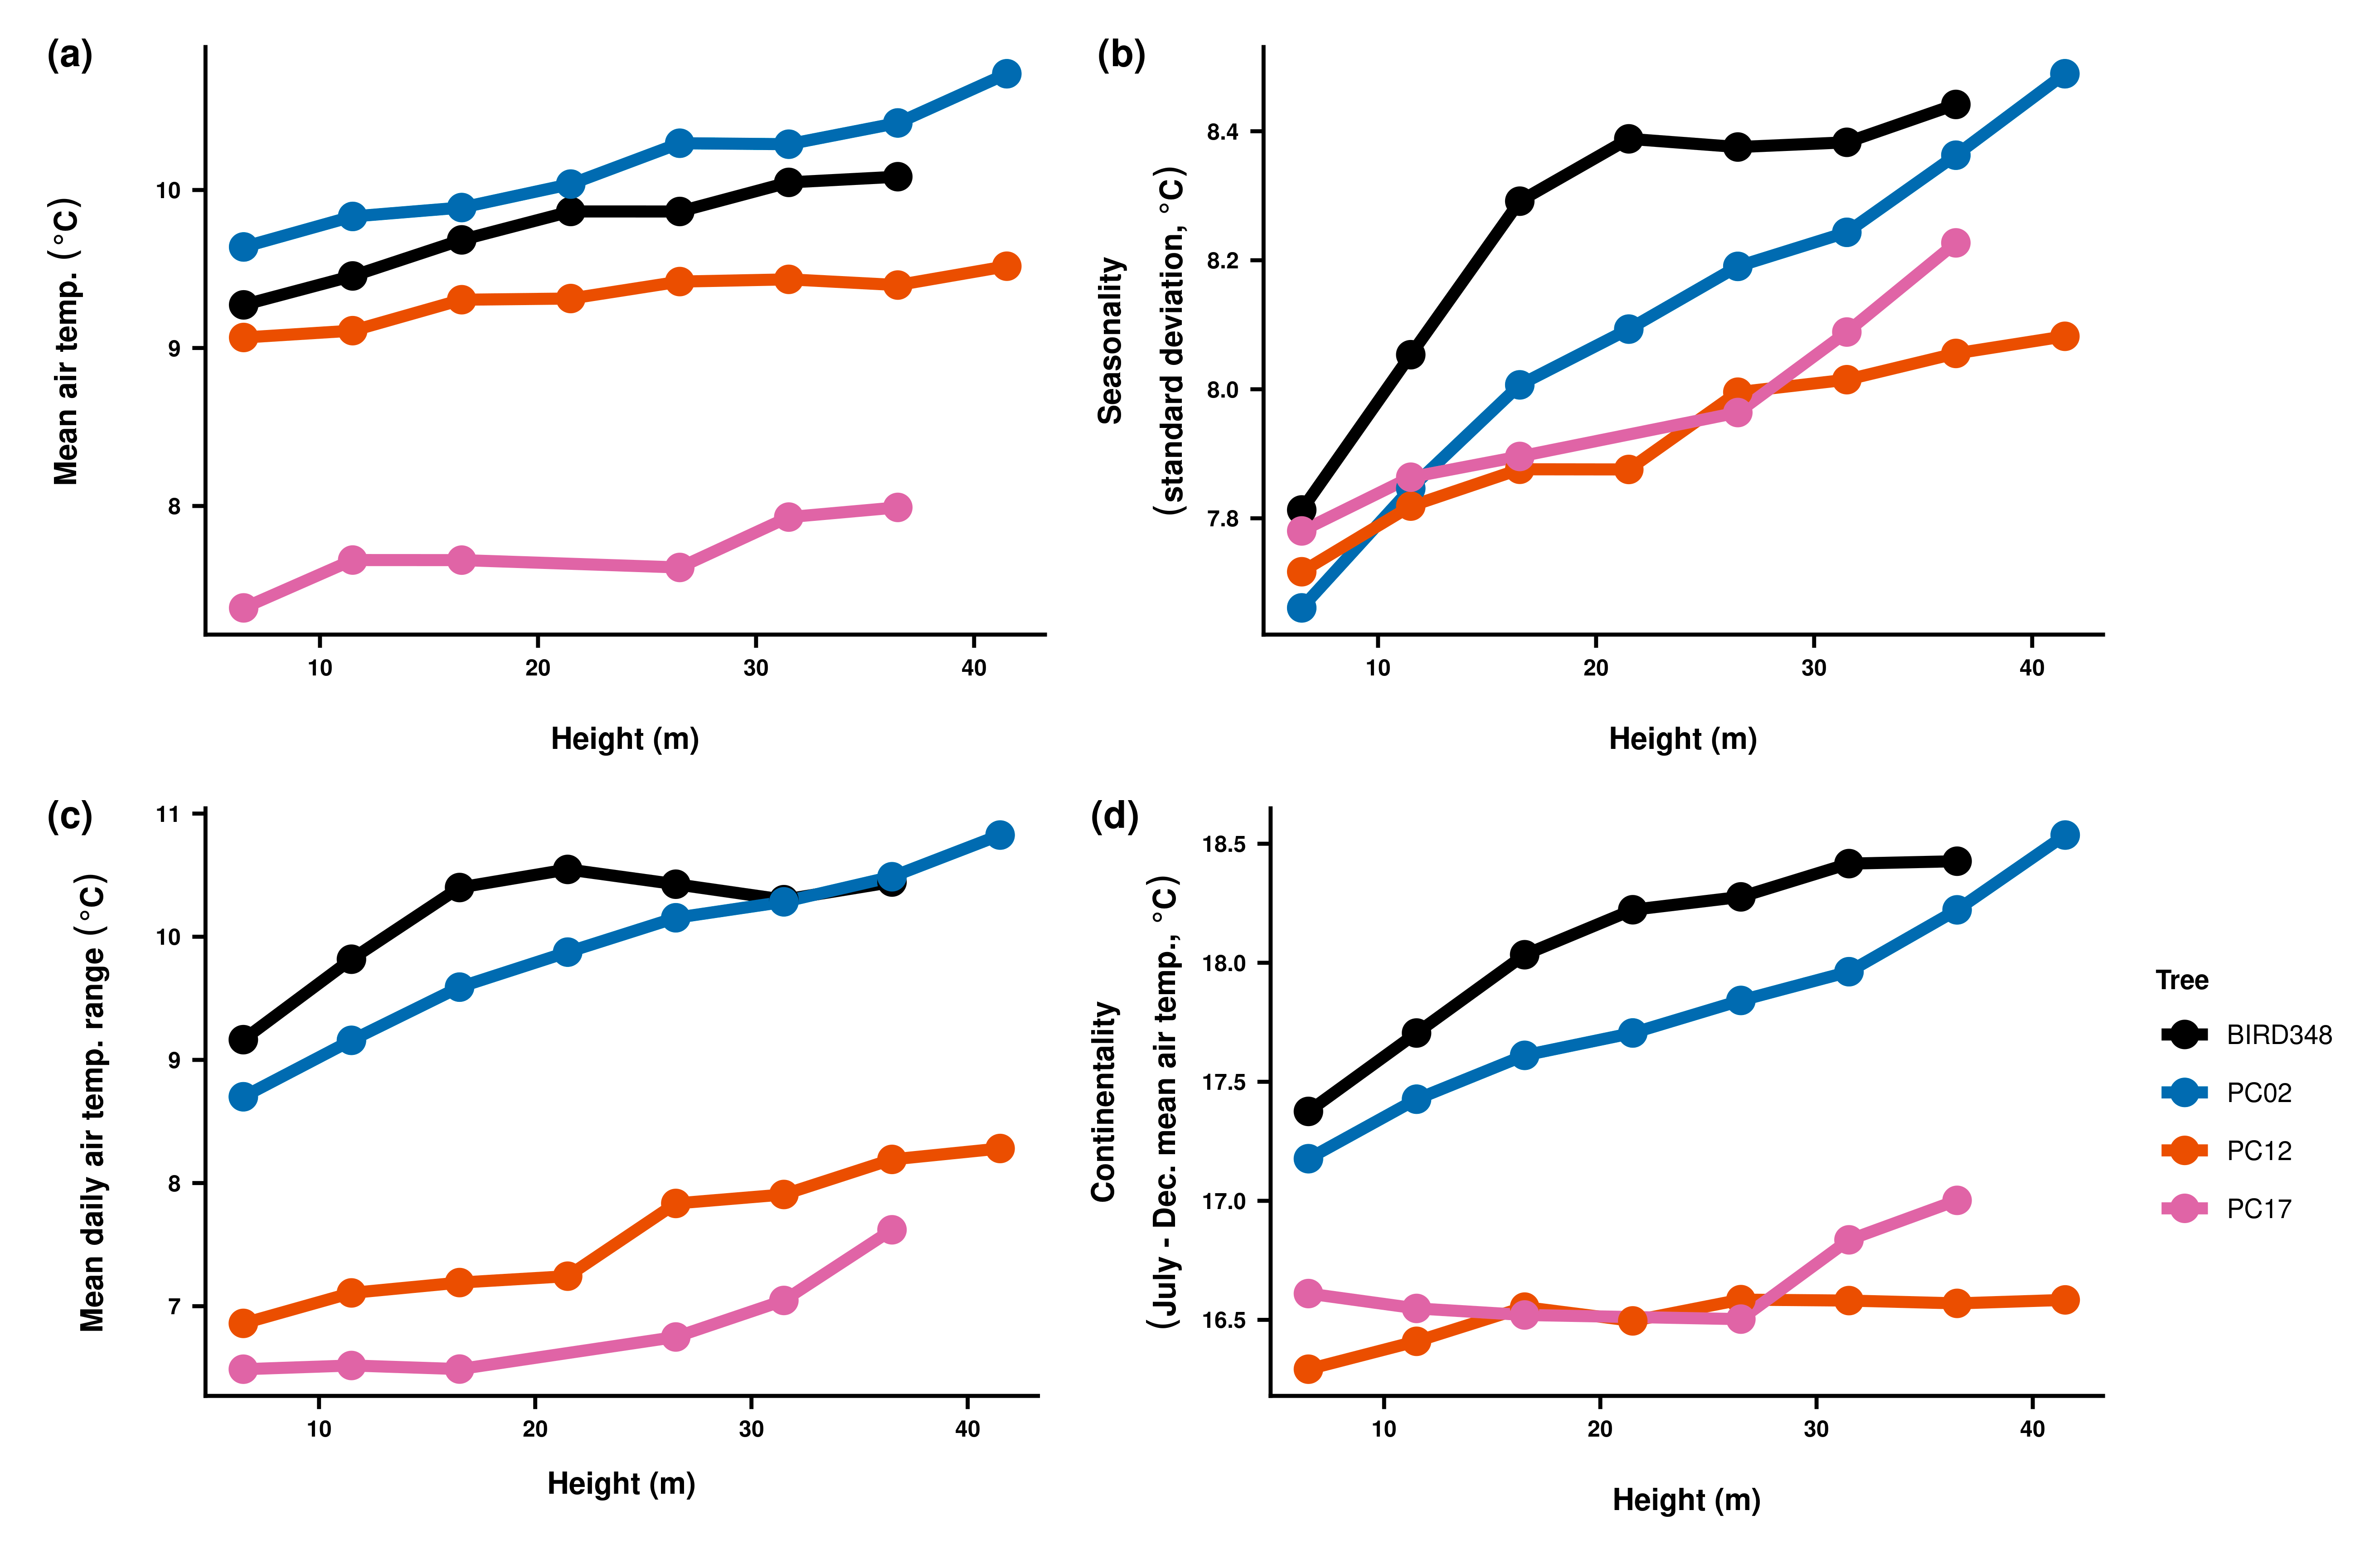 (a)
Mean air temp. (°C)
10
9
8
10
20
30
40
Height (m)
(b)
Seasonality
(standard deviation, °C)
8.4
8.2
8.0
7.8
10
20
30
40
Height (m)
(c)
Mean daily air temp. range (°C)
11
10
9
8
7
10
20
30
40
Height (m)
(d)
Continentality
(July - Dec. mean air temp., °C)
18.5
18.0
17.5
17.0
16.5
10
20
30
40
Height (m)
Tree
BIRD348
PC02
PC12
PC17